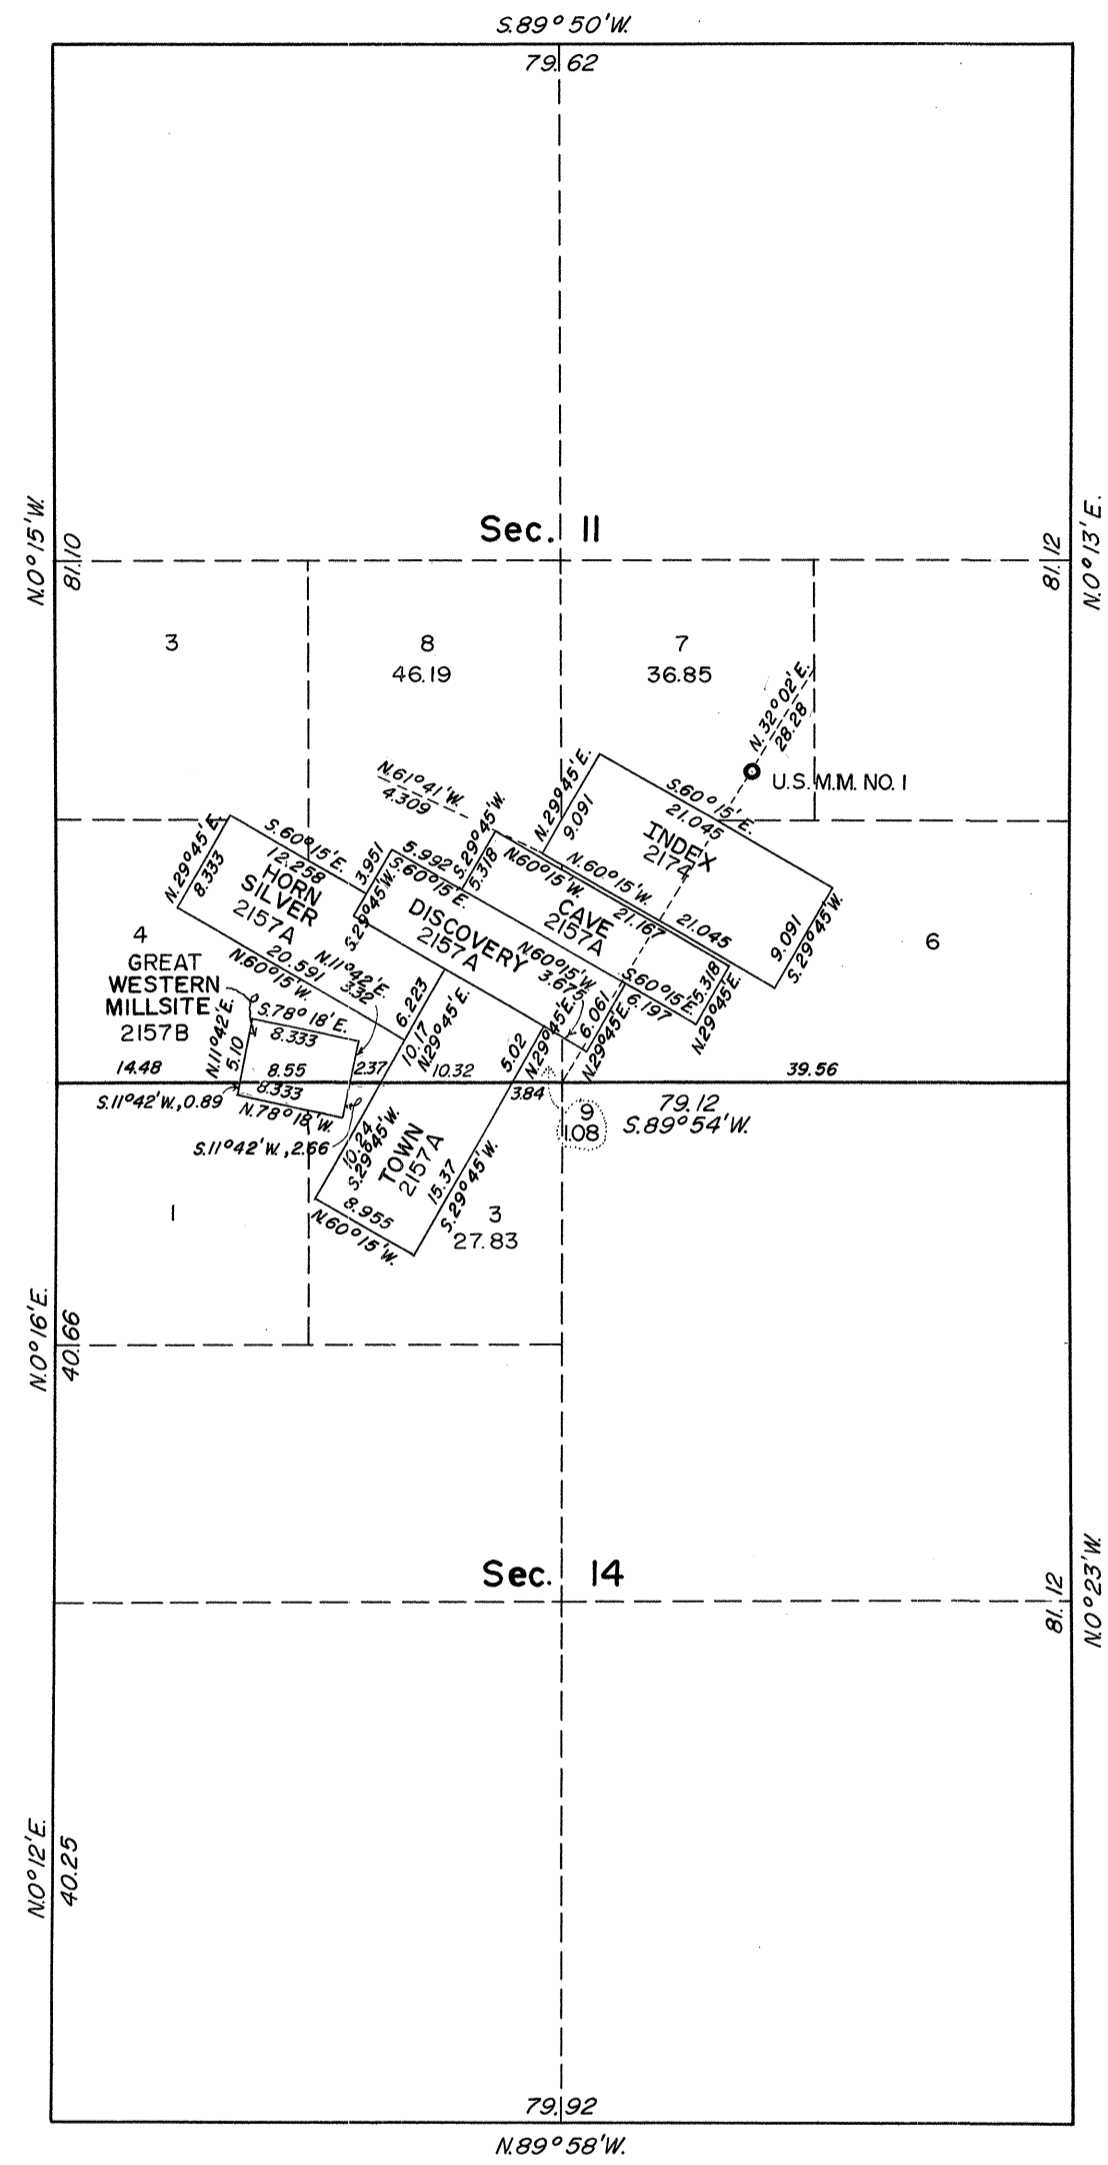 S.89°50'W.
79.62
Sec. 11
N.0°15'W.
81.10
81.12
N.0°13'E.
3
8
46.19
7
36.85
N.32°02'E.
28.28
U.S.M.M. NO. 1
N.61°41'W.
4.309
N.29°45'E.
9.091
S.60°15'E.
21.045
INDEX
2174
N.60°15'W.
21.045
9.091
S.29°45'W.
N.29°45'E.
8.333
S.60°15'E.
12.258
HORN
SILVER
2157A
20.591
N.60°15'W.
3.951
S.29°45'W.
5.992
S.60°15'E.
S.29°45'W.
5.318
N.60°15'W.
21.167
CAVE
2157A
5.318
N.29°45'E.
S.60°15'E.
6.197
DISCOVERY
2157A
N.60°15'W.
3.675
6.061
N.29°45'E.
6
4
GREAT
WESTERN
MILLSITE
2157B
N.11°42'E.
3.32
6.223
N.11°42'E.
5.10
S.78°18'E.
8.333
10.17
N.29°45'E.
5.02
N.29°45'E.
14.48
8.55
2.37
10.32
39.56
8.333
N.78°18'W.
S.11°42'W.,0.89
S.11°42'W.,2.66
3.84
9
1.08
79.12
S.89°54'W.
10.24
S.29°45'W.
TOWN
2157A
15.37
S.29°45'W.
8.955
N.60°15'W.
1
3
27.83
N.0°16'E.
40.66
Sec. 14
81.12
N.0°23'W.
N.0°12'E.
40.25
79.92
N.89°58'W.